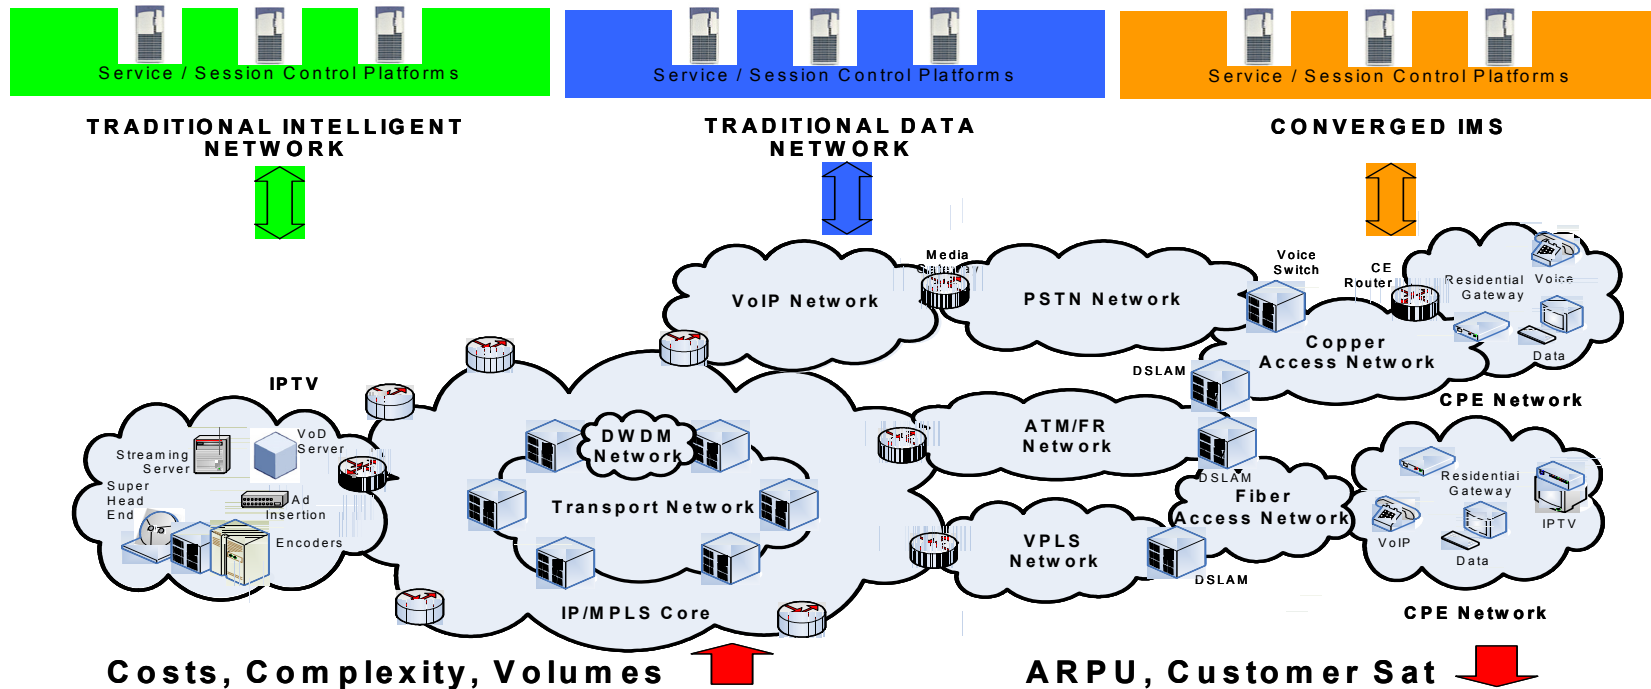 Service / Session Control Platforms
Service / Session Control Platforms
Service / Session Control Platforms
TRADITIONAL INTELLIGENT
NETWORK
TRADITIONAL DATA
NETWORK
CONVERGED IMS
VoIP Network
Media
Gateway
PSTN Network
Voice
Switch
CE
Router
Residential
Gateway
Voice
Data
Copper
Access Network
DSLAM
CPE Network
IPTV
Streaming
Server
VoD
Server
Super
Head
End
Ad
Insertion
Encoders
DWDM
Network
Transport Network
IP/MPLS Core
ATM/FR
Network
DSLAM
Fiber
Access Network
VPLS
Network
DSLAM
Residential
Gateway
VoIP
IPTV
Data
CPE Network
Costs, Complexity, Volumes
ARPU, Customer Sat